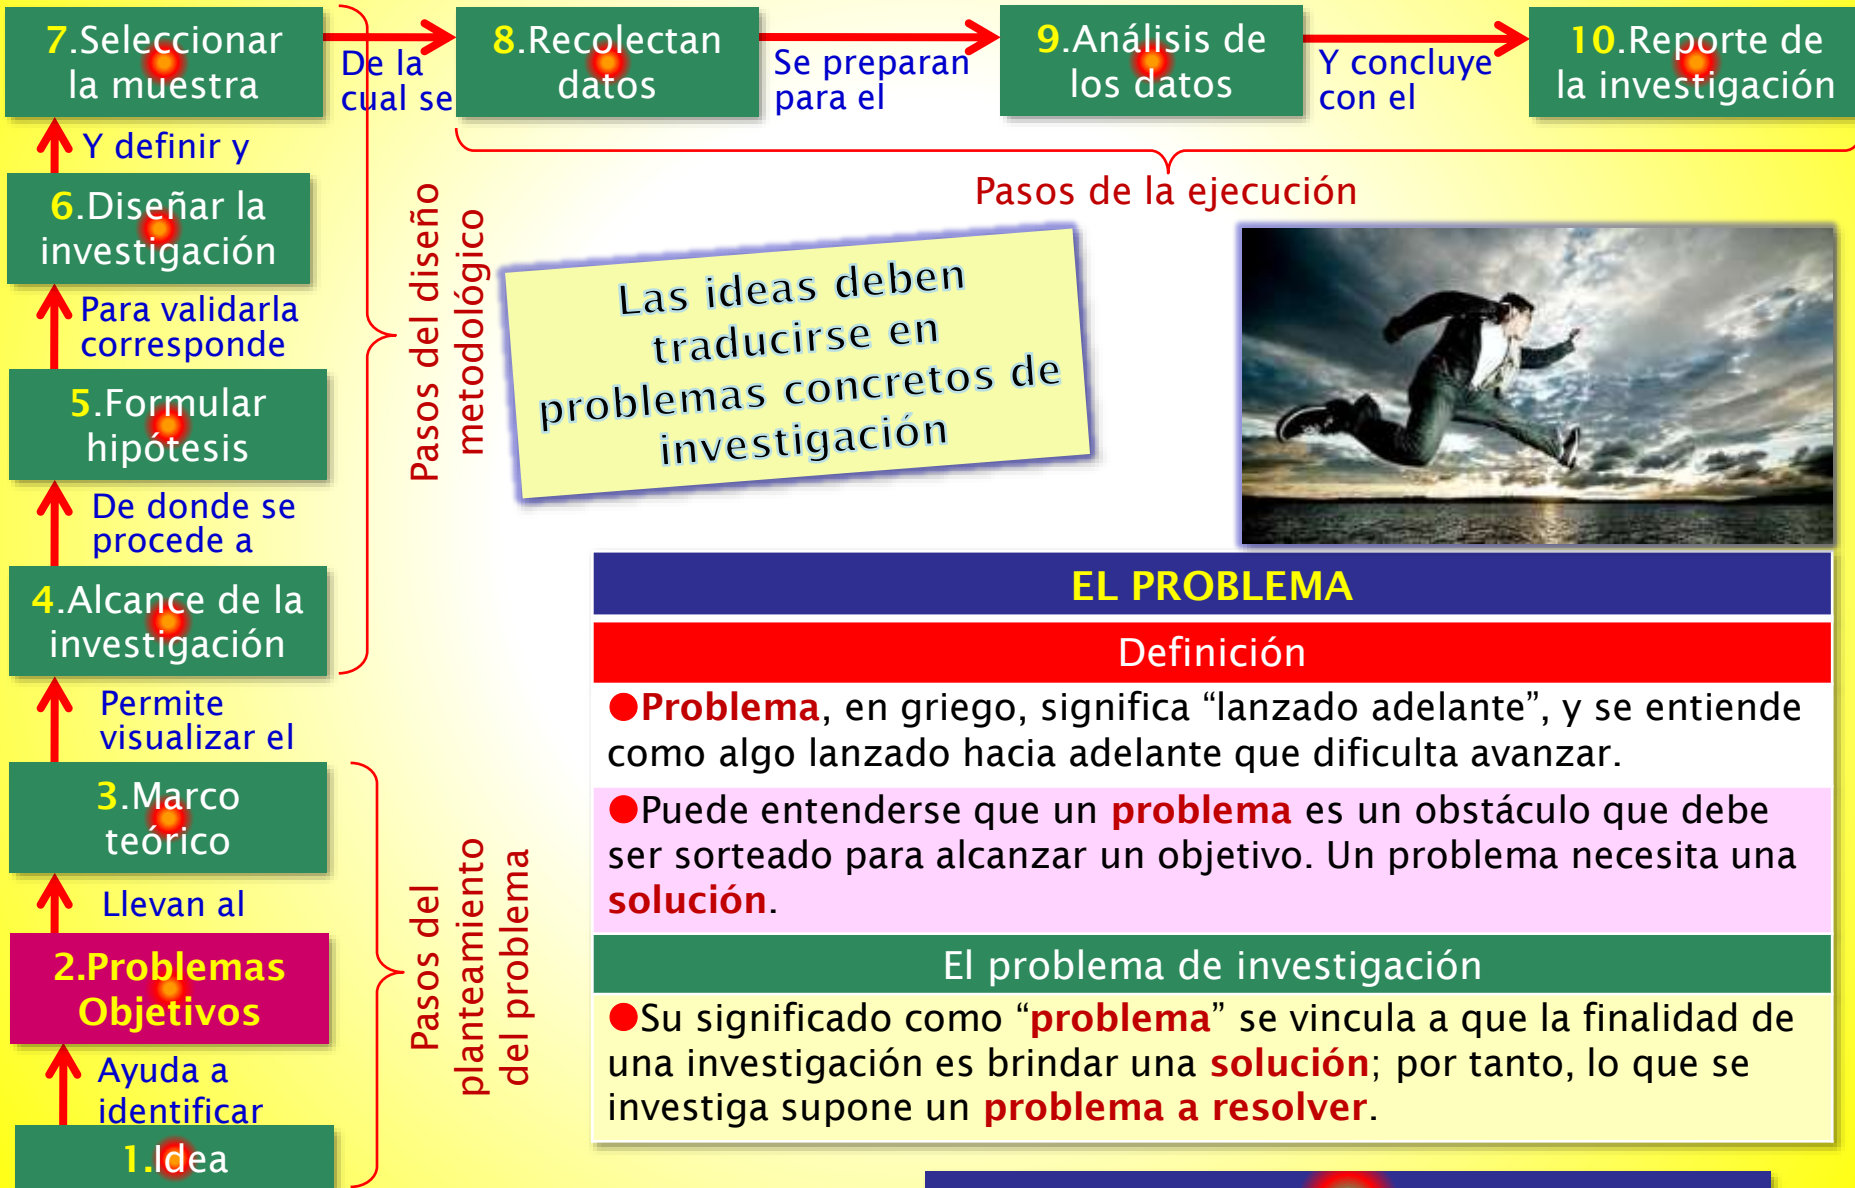 7.Seleccionar
la muestra
De la
cual se
8.Recolectan
datos
Se preparan
para el
9.Análisis de
los datos
Y concluye
con el
10.Reporte de
la investigación
Pasos de la ejecución
Y definir y
6.Diseñar la
investigación
Para validarla
corresponde
5.Formular
hipótesis
De donde se
procede a
4.Alcance de la
investigación
Pasos del diseño
metodológico
Permite
visualizar el
3.Marco
teórico
Llevan al
2.Problemas
Objetivos
Ayuda a
identificar
1.Idea
Pasos del
planteamiento
del problema
Las ideas deben
traducirse en
problemas concretos de
investigación
EL PROBLEMA
Definición
●Problema, en griego, significa “lanzado adelante”, y se entiende
como algo lanzado hacia adelante que dificulta avanzar.
●Puede entenderse que un problema es un obstáculo que debe
ser sorteado para alcanzar un objetivo. Un problema necesita una
solución.
El problema de investigación
●Su significado como “problema” se vincula a que la finalidad de
una investigación es brindar una solución; por tanto, lo que se
investiga supone un problema a resolver.